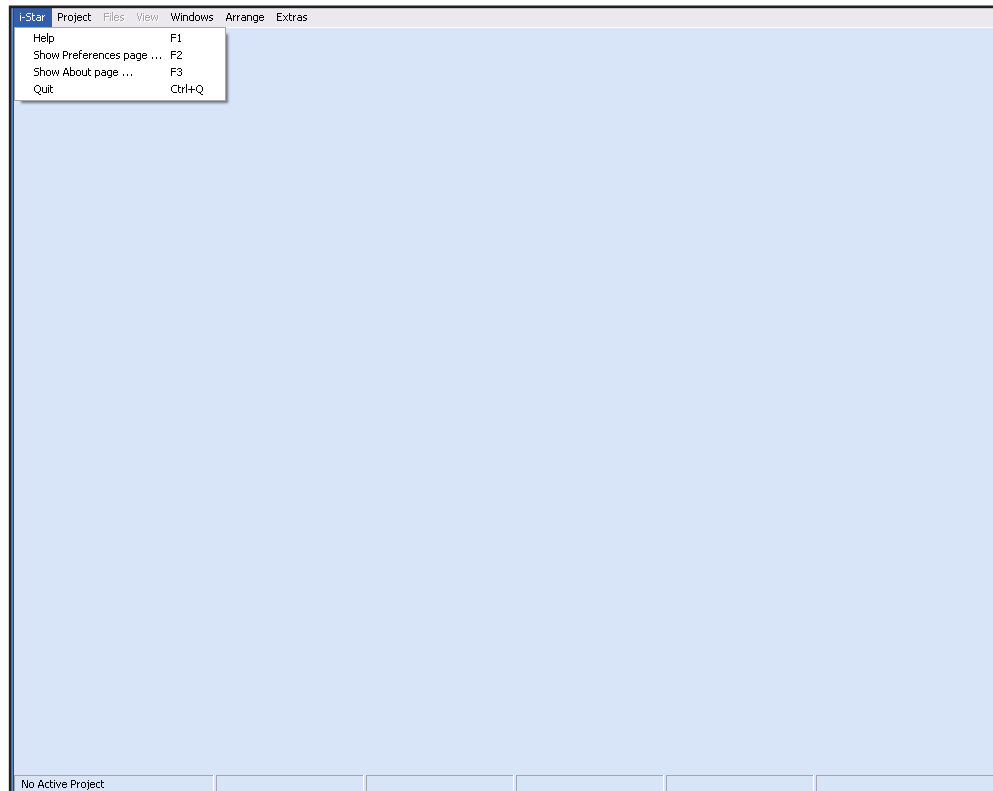 i-Star Project Files View Windows Arrange Extras
Help F1
Show Preferences page ... F2
Show About page ... F3
Quit Ctrl+Q
No Active Project